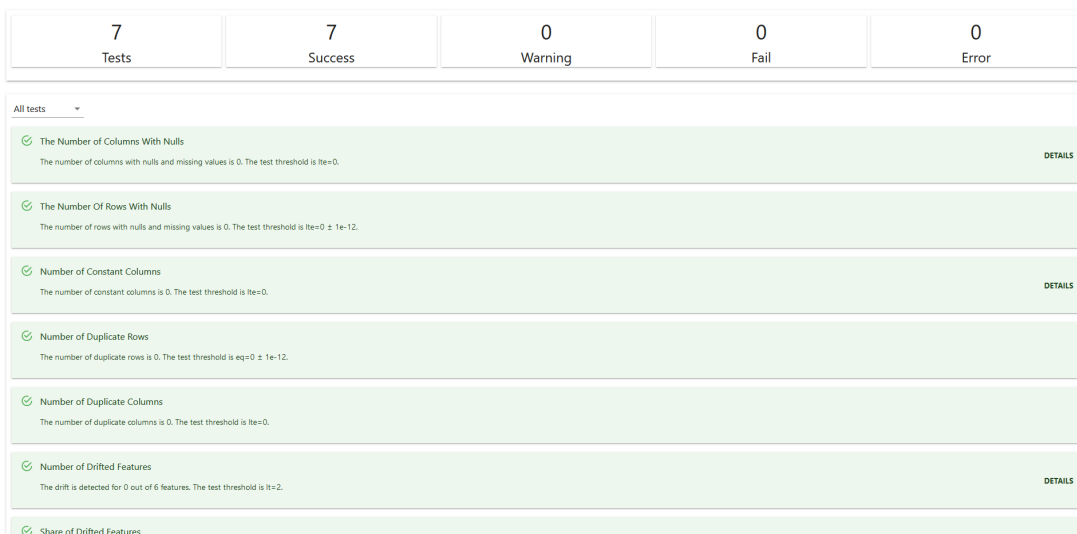 7
Tests
7
Success
0
Warning
0
Fail
0
Error
All tests
The Number of Columns With Nulls
The number of columns with nulls and missing values is 0. The test threshold is lte=0.
DETAILS
The Number Of Rows With Nulls
The number of rows with nulls and missing values is 0. The test threshold is lte=0 ± 1e-12.
Number of Constant Columns
The number of constant columns is 0. The test threshold is lte=0.
DETAILS
Number of Duplicate Rows
The number of duplicate rows is 0. The test threshold is eq=0 ± 1e-12.
Number of Duplicate Columns
The number of duplicate columns is 0. The test threshold is lte=0.
Number of Drifted Features
The drift is detected for 0 out of 6 features. The test threshold is lt=2.
DETAILS
Share of Drifted Features